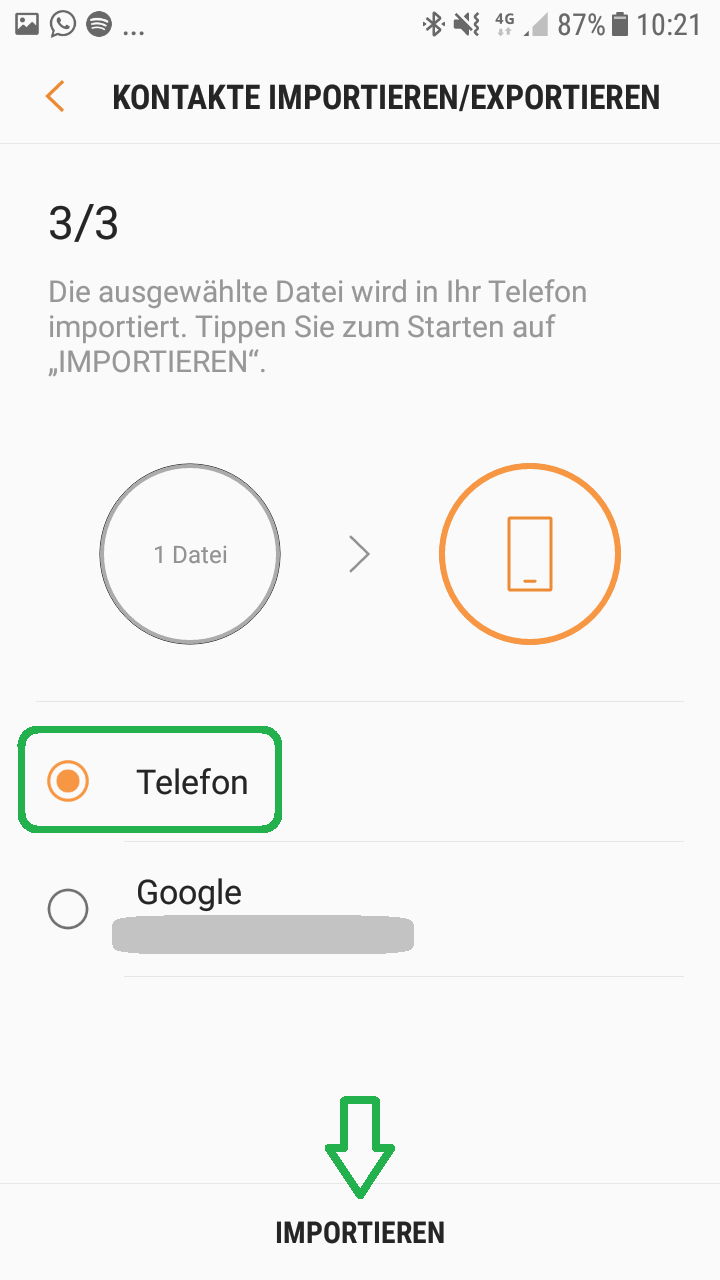 ... 4G 87% 10:21
KONTAKTE IMPORTIEREN/EXPORTIEREN
3/3
Die ausgewählte Datei wird in Ihr Telefon
importiert. Tippen Sie zum Starten auf
„IMPORTIEREN“.
1 Datei
Telefon
Google
IMPORTIEREN